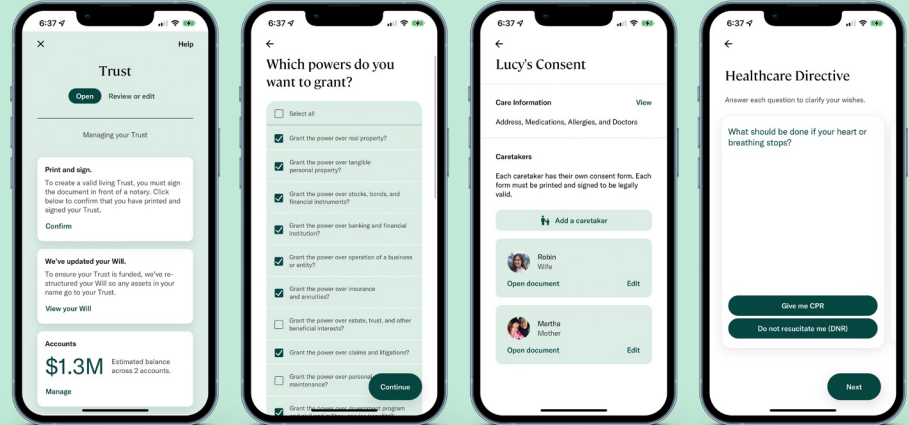 6:37
Help
Trust
Open Review or edit
Managing your Trust
Print and sign.
To create a valid living Trust, you must sign
the document in front of a notary. Click
below to confirm that you have printed and
signed your Trust.
Confirm
We've updated your Will.
To ensure your Trust is funded, we've re-
structured your Will so any assets in your
name go to your Trust.
View your Will
Accounts
$1.3M Estimated balance
across 2 accounts.
Manage
6:37
Which powers do you
want to grant?
Select all
Grant the power over real property?
Grant the power over tangible
personal property?
Grant the power over stocks, bonds, and
financial instruments?
Grant the power over banking and financial
institution?
Grant the power over operation of a business
or entity?
Grant the power over insurance
and annuities?
Grant the power over estate, trust, and other
beneficial interests?
Grant the power over claims and litigations?
Grant the power over personal
maintenance?
Continue
Grant the power over government program
6:37
Lucy's Consent
Care Information View
Address, Medications, Allergies, and Doctors
Caretakers
Each caretaker has their own consent form. Each
form must be printed and signed to be legally
valid.
Add a caretaker
Robin
Wife
Open document Edit
Martha
Mother
Open document Edit
6:37
Healthcare Directive
Answer each question to clarify your wishes.
What should be done if your heart or
breathing stops?
Give me CPR
Do not resucitate me (DNR)
Next